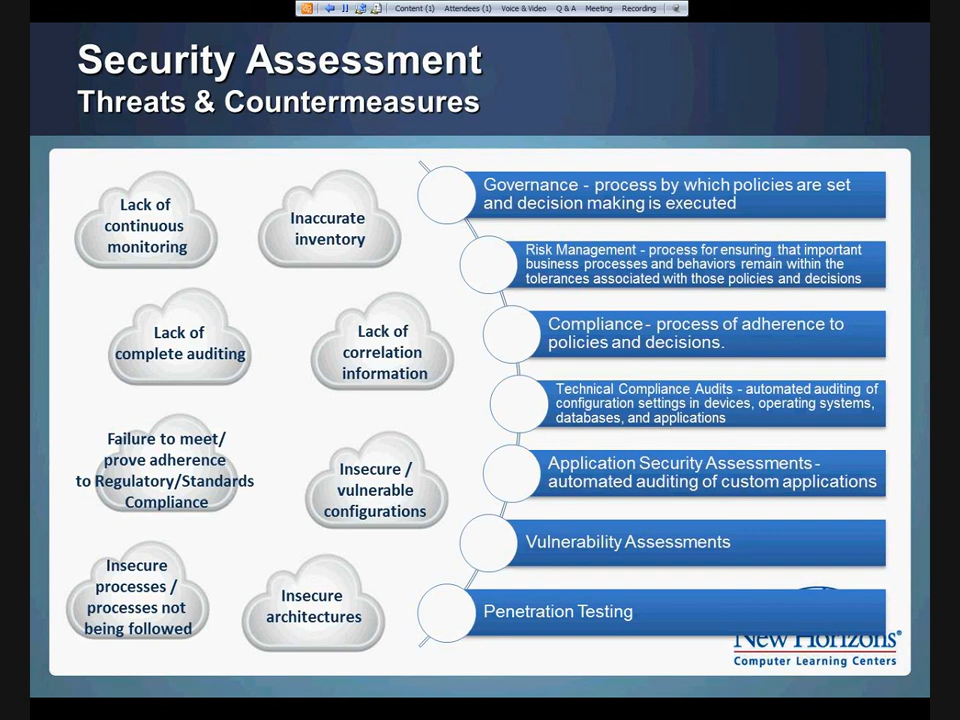 Content (1) Attendees (1) Voice & Video Q & A Meeting Recording
Security Assessment
Threats & Countermeasures
Lack of
continuous
monitoring
Inaccurate
inventory
Lack of
complete auditing
Lack of
correlation
information
Failure to meet/
prove adherence
to Regulatory/Standards
Compliance
Insecure /
vulnerable
configurations
Insecure
processes /
processes not
being followed
Insecure
architectures
Governance - process by which policies are set
and decision making is executed
Risk Management - process for ensuring that important
business processes and behaviors remain within the
tolerances associated with those policies and decisions
Compliance - process of adherence to
policies and decisions.
Technical Compliance Audits - automated auditing of
configuration settings in devices, operating systems,
databases, and applications
Application Security Assessments -
automated auditing of custom applications
Vulnerability Assessments
Penetration Testing
New Horizons®
Computer Learning Centers